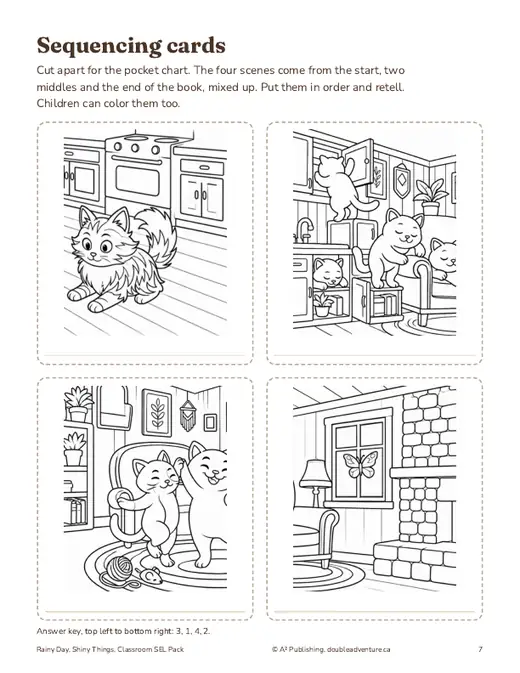 Sequencing cards
Cut apart for the pocket chart. The four scenes come from the start, two
middles and the end of the book, mixed up. Put them in order and retell.
Children can color them too.
Answer key, top left to bottom right: 3, 1, 4, 2.
Rainy Day, Shiny Things. Classroom SEL Pack
© A² Publishing. doubleadventure.ca
7